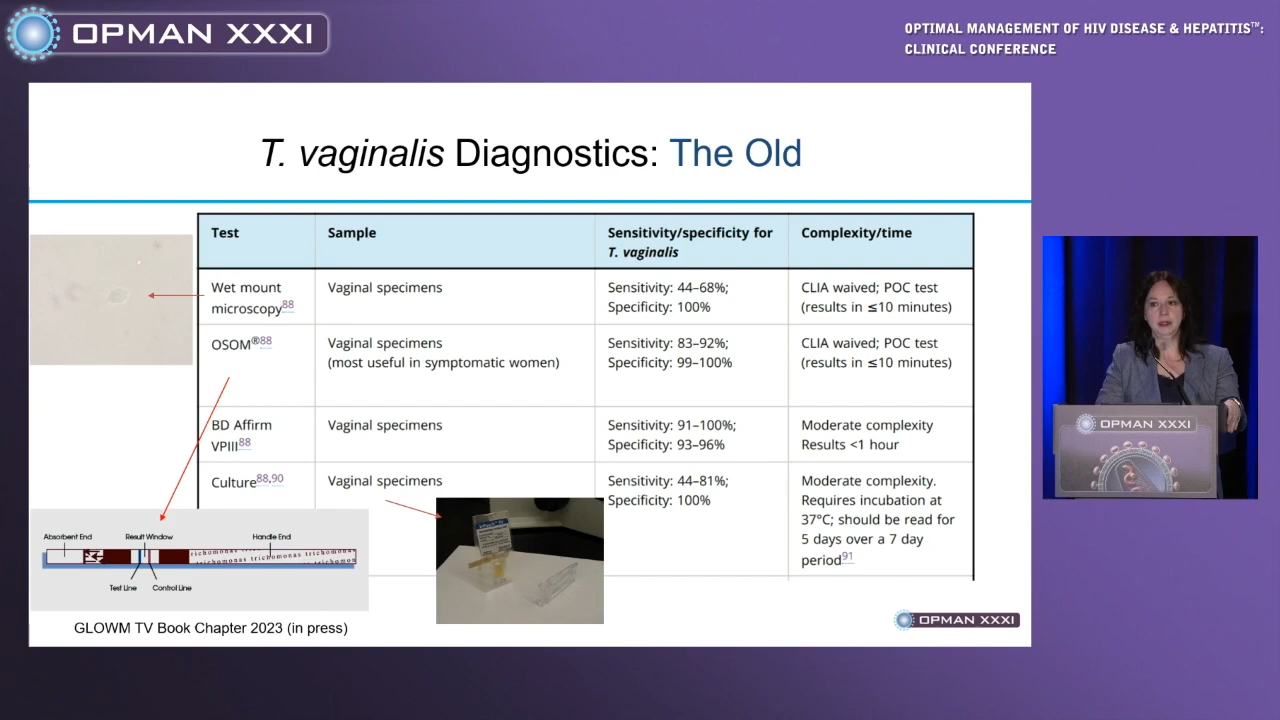 OPMAN XXXI
OPTIMAL MANAGEMENT OF HIV DISEASE & HEPATITIS™:
CLINICAL CONFERENCE
T. vaginalis Diagnostics: The Old
Test
Sample
Sensitivity/specificity for
T. vaginalis
Complexity/time
Wet mount
microscopy88
Vaginal specimens
Sensitivity: 44–68%;
Specificity: 100%
CLIA waived; POC test
(results in ≤10 minutes)
OSOM®88
Vaginal specimens
(most useful in symptomatic women)
Sensitivity: 83–92%;
Specificity: 99–100%
CLIA waived; POC test
(results in ≤10 minutes)
BD Affirm
VPIII88
Vaginal specimens
Sensitivity: 91–100%;
Specificity: 93–96%
Moderate complexity
Results <1 hour
Culture88,90
Vaginal specimens
Sensitivity: 44–81%;
Specificity: 100%
Moderate complexity.
Requires incubation at
37°C; should be read for
5 days over a 7 day
period91
Absorbent End
Result Window
Handle End
richomonas trichomonas trichomonas
trichomonas trichomonas trichomon
Test Line
Control Line
GLOWM TV Book Chapter 2023 (in press)
OPMAN XXXI
OPMAN XXXI